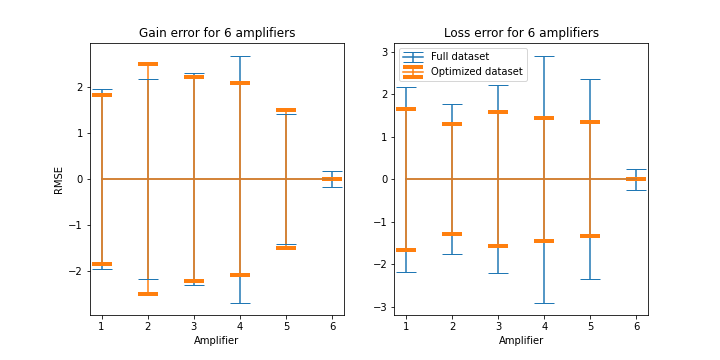 Gain error for 6 amplifiers
RMSE
2
1
0
−1
−2
1 2 3 4 5 6
Amplifier
Loss error for 6 amplifiers
Full dataset
Optimized dataset
3
2
1
0
−1
−2
−3
1 2 3 4 5 6
Amplifier